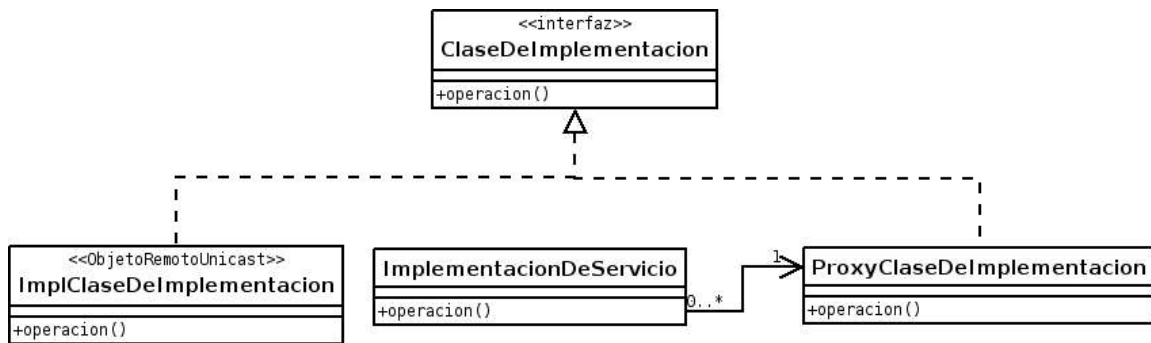 <<interfaz>>
ClaseDeImplementacion
+operacion()
<<ObjetoRemotoUnicast>>
ImplClaseDeImplementacion
+operacion()
ImplementacionDeServicio
+operacion()
0..*
1
ProxyClaseDeImplementacion
+operacion()